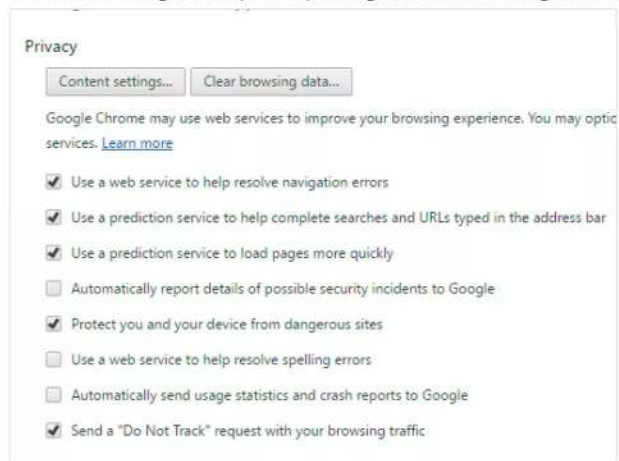 Privacy
Content settings... Clear browsing data...
Google Chrome may use web services to improve your browsing experience. You may optic
services. Learn more
Use a web service to help resolve navigation errors
Use a prediction service to help complete searches and URLs typed in the address bar
Use a prediction service to load pages more quickly
Automatically report details of possible security incidents to Google
Protect you and your device from dangerous sites
Use a web service to help resolve spelling errors
Automatically send usage statistics and crash reports to Google
Send a "Do Not Track" request with your browsing traffic